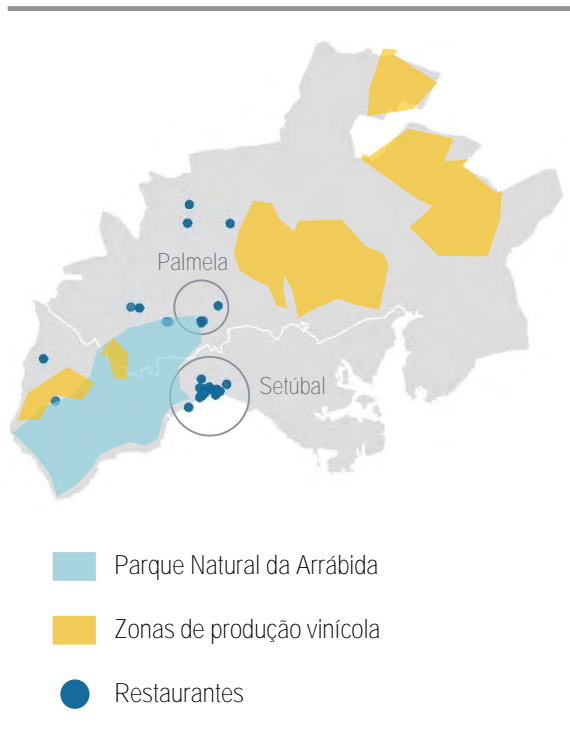 Palmela
Setúbal
Parque Natural da Arrábida
Zonas de produção vinícola
Restaurantes